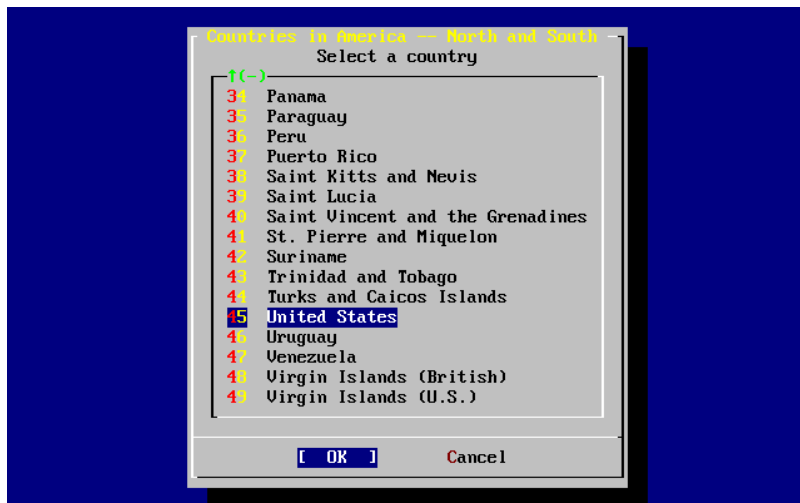 Countries in America -- North and South
Select a country
↑(-)
34 Panama
35 Paraguay
36 Peru
37 Puerto Rico
38 Saint Kitts and Nevis
39 Saint Lucia
40 Saint Vincent and the Grenadines
41 St. Pierre and Miquelon
42 Suriname
43 Trinidad and Tobago
44 Turks and Caicos Islands
45 United States
46 Uruguay
47 Venezuela
48 Virgin Islands (British)
49 Virgin Islands (U.S.)
[ OK ] Cancel